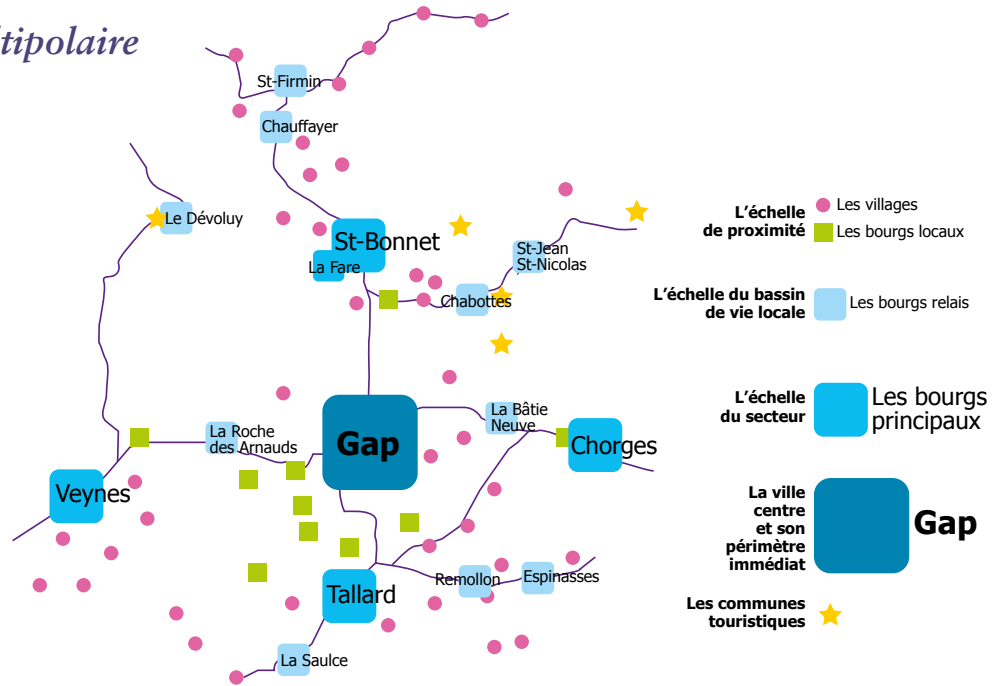 tipolaire
St-Firmin
Chauffayer
Le Dévoluy
St-Bonnet
La Fare
St-Jean
St-Nicolas
Chabottes
La Roche
des Arnauds
Gap
La Bâtie
Neuve
Chorges
Veynes
Tallard
Remollon
Espinasses
La Saulce
L'échelle
de proximité
Les villages
Les bourgs locaux
L'échelle du bassin
de vie locale
Les bourgs relais
L'échelle
du secteur
Les bourgs
principaux
La ville
centre
et son
périmètre
immédiat
Gap
Les communes
touristiques